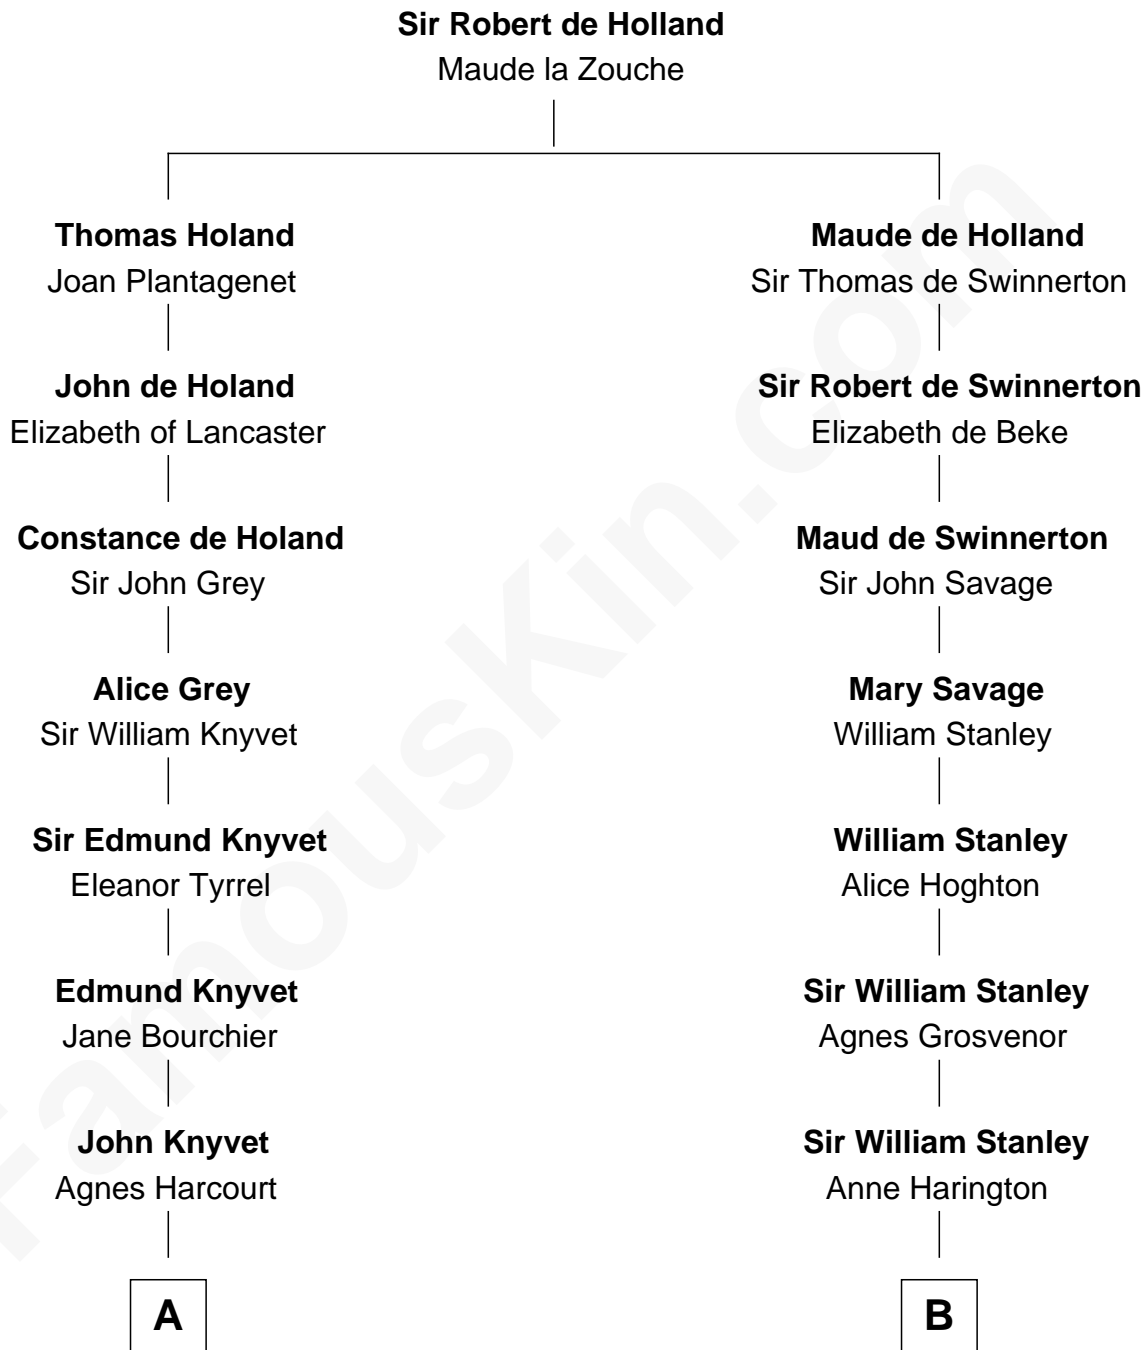 Sir Robert de Holland
Maude la Zouche
Thomas Holand
Joan Plantagenet
John de Holand
Elizabeth of Lancaster
Constance de Holand
Sir John Grey
Alice Grey
Sir William Knyvet
Sir Edmund Knyvet
Eleanor Tyrrel
Edmund Knyvet
Jane Bourchier
John Knyvet
Agnes Harcourt
A
Maude de Holland
Sir Thomas de Swinnerton
Sir Robert de Swinnerton
Elizabeth de Beke
Maud de Swinnerton
Sir John Savage
Mary Savage
William Stanley
William Stanley
Alice Hoghton
Sir William Stanley
Agnes Grosvenor
Sir William Stanley
Anne Harington
B
FamousKin.com